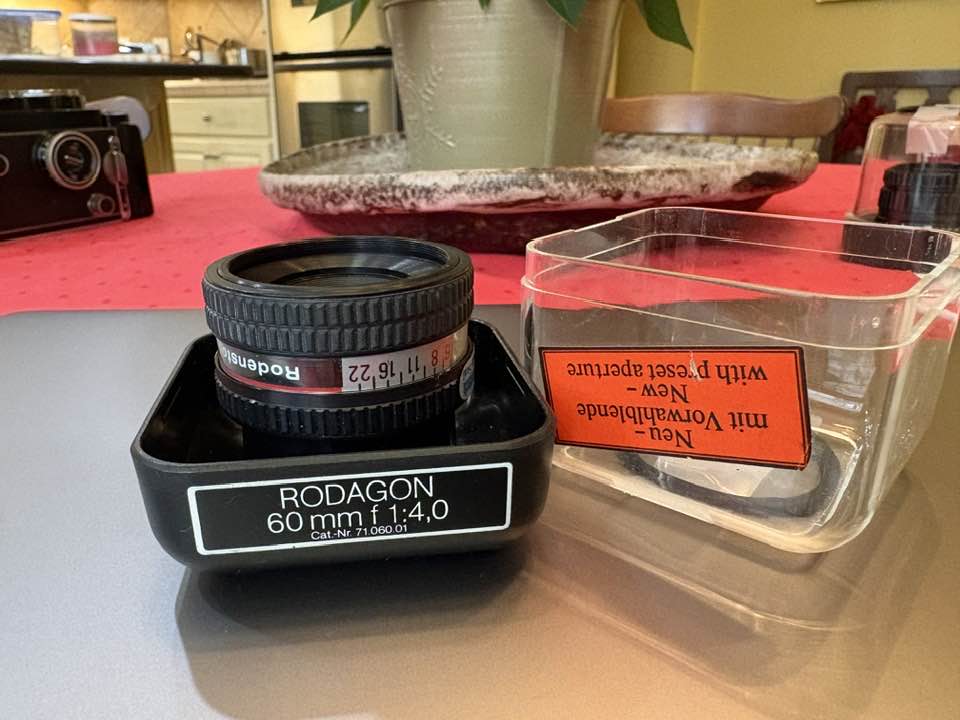 Rodensto
22 16 11 8
Neu-
mit Vorwahlblende
New-
with preset aperture
RODAGON
60 mm f 1:4,0
Cat.-Nr. 71.060.01